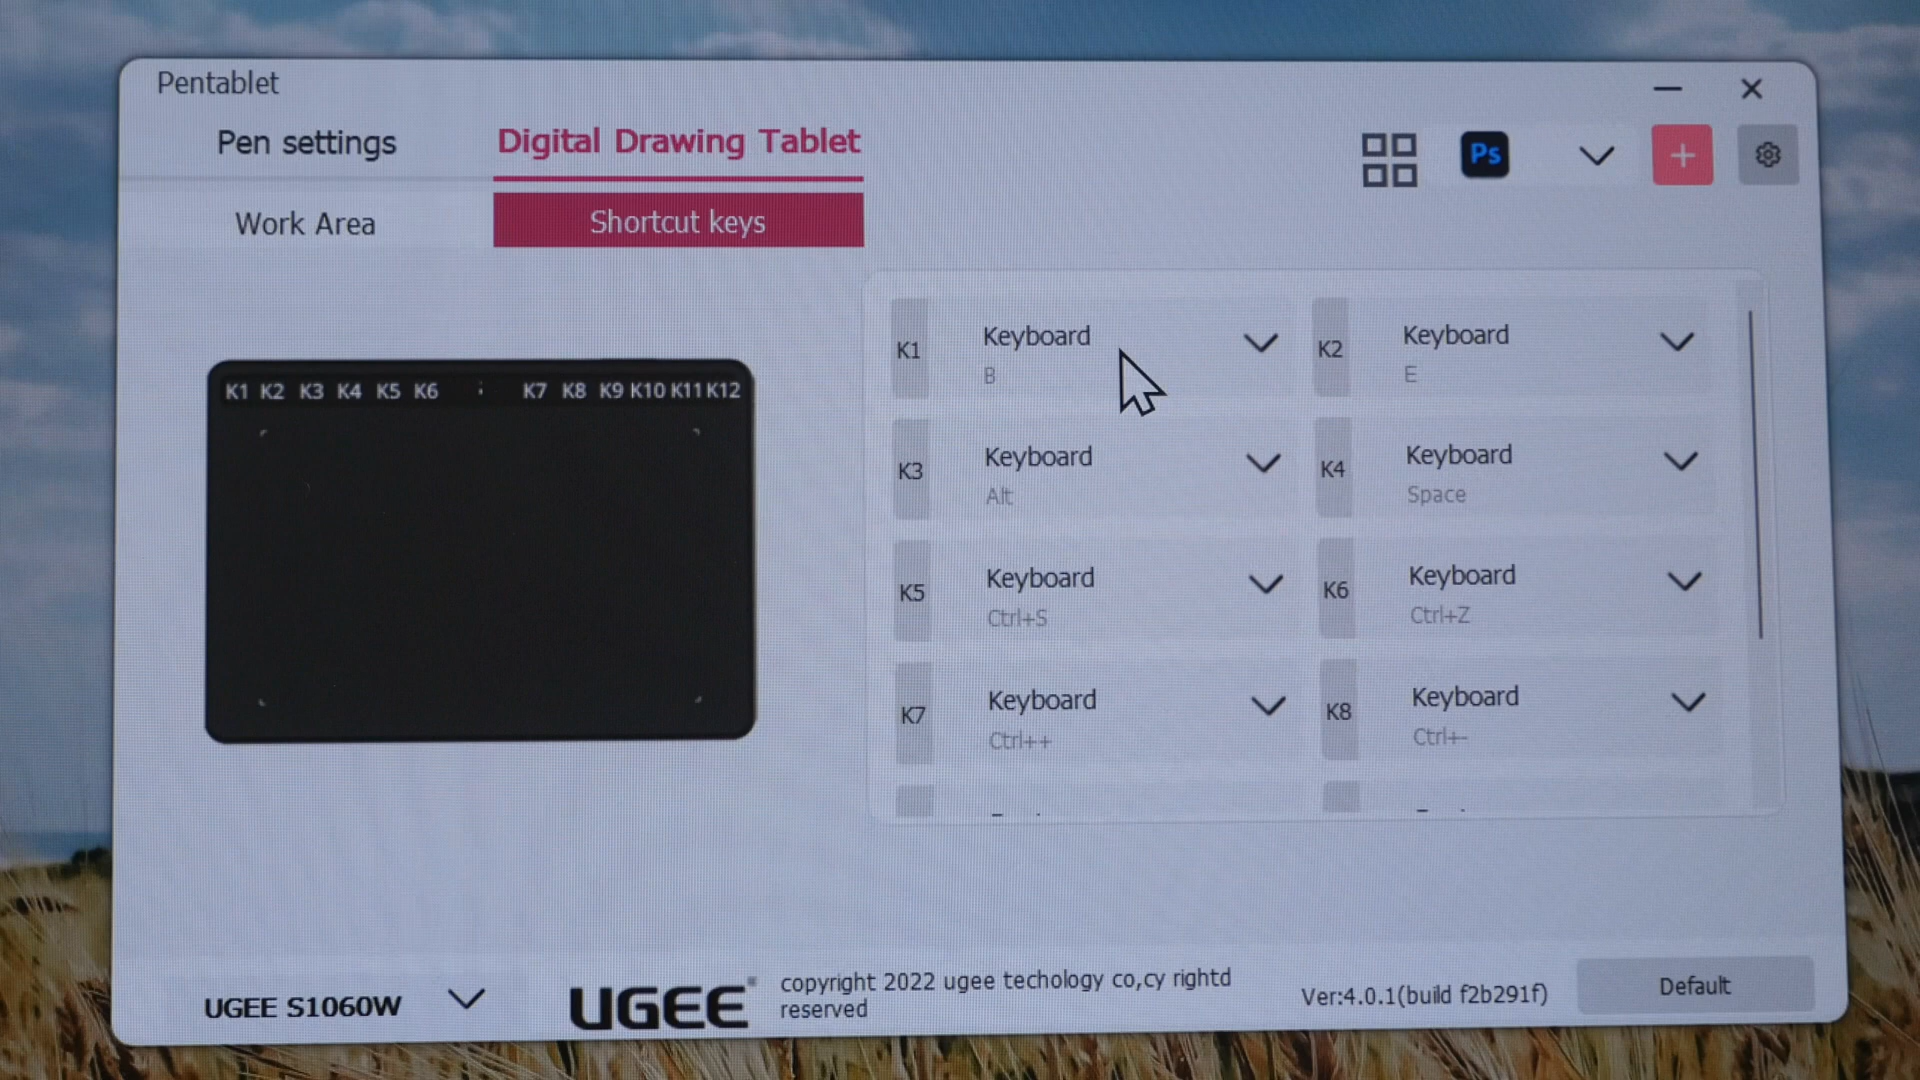 Pentablet
Pen settings
Digital Drawing Tablet
Ps
Work Area
Shortcut keys
K1 K2 K3 K4 K5 K6 K7 K8 K9 K10 K11 K12
K1
Keyboard
B
K2
Keyboard
E
K3
Keyboard
Alt
K4
Keyboard
Space
K5
Keyboard
Ctrl+S
K6
Keyboard
Ctrl+Z
K7
Keyboard
Ctrl++
K8
Keyboard
Ctrl+-
UGEE S1060W
UGEE
copyright 2022 ugee techology co,cy rightd
reserved
Ver:4.0.1(build f2b291f)
Default